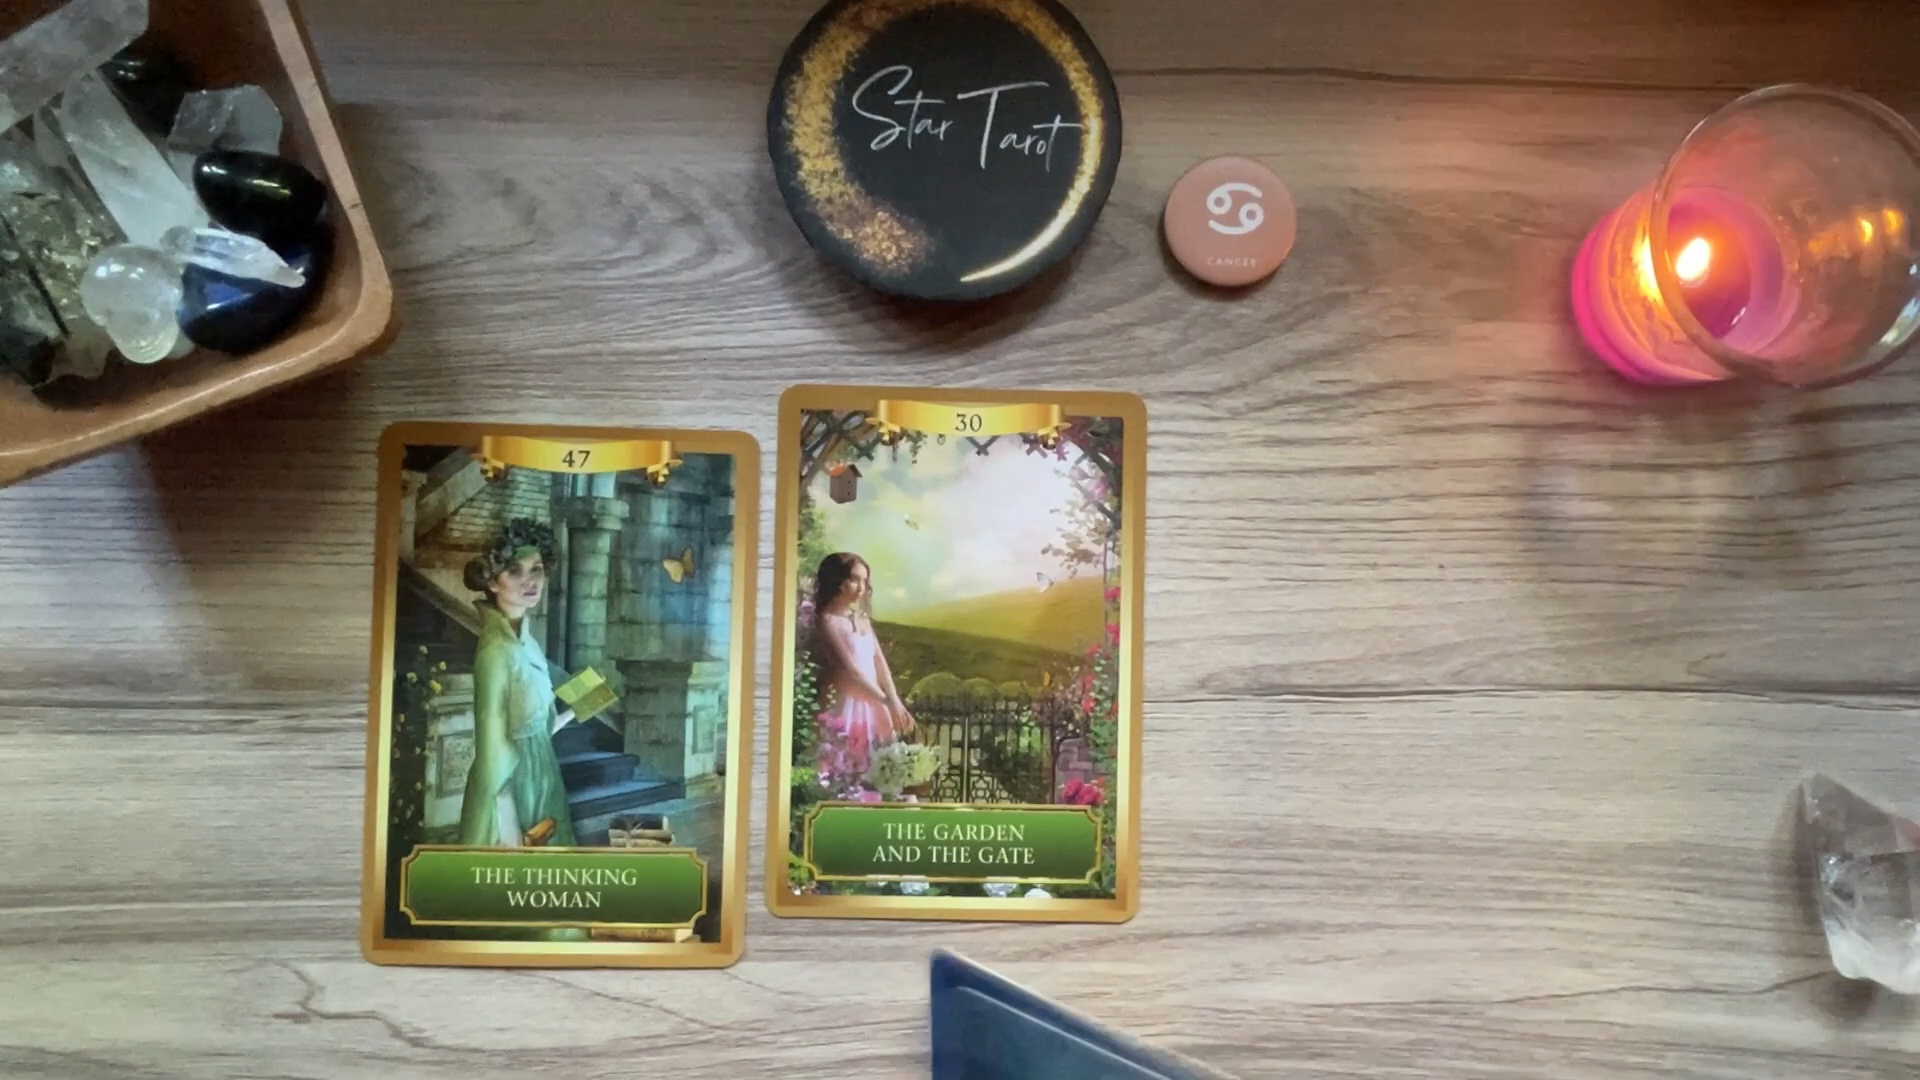 Star Tarot
CANCER
47
THE THINKING
WOMAN
30
THE GARDEN
AND THE GATE